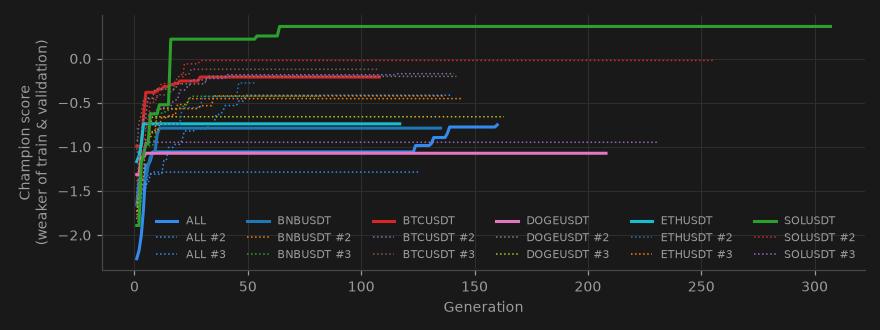 Champion score
(weaker of train & validation)
0.0
−0.5
−1.0
−1.5
−2.0
ALL BNBUSDT BTCUSDT DOGEUSDT ETHUSDT SOLUSDT
ALL #2 BNBUSDT #2 BTCUSDT #2 DOGEUSDT #2 ETHUSDT #2 SOLUSDT #2
ALL #3 BNBUSDT #3 BTCUSDT #3 DOGEUSDT #3 ETHUSDT #3 SOLUSDT #3
0 50 100 150 200 250 300
Generation